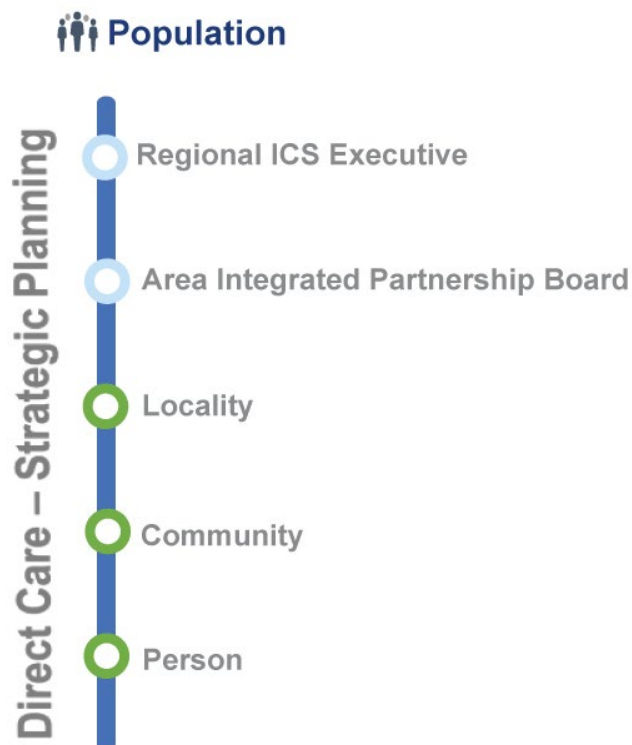 Population
Direct Care – Strategic Planning
Regional ICS Executive
Area Integrated Partnership Board
Locality
Community
Person